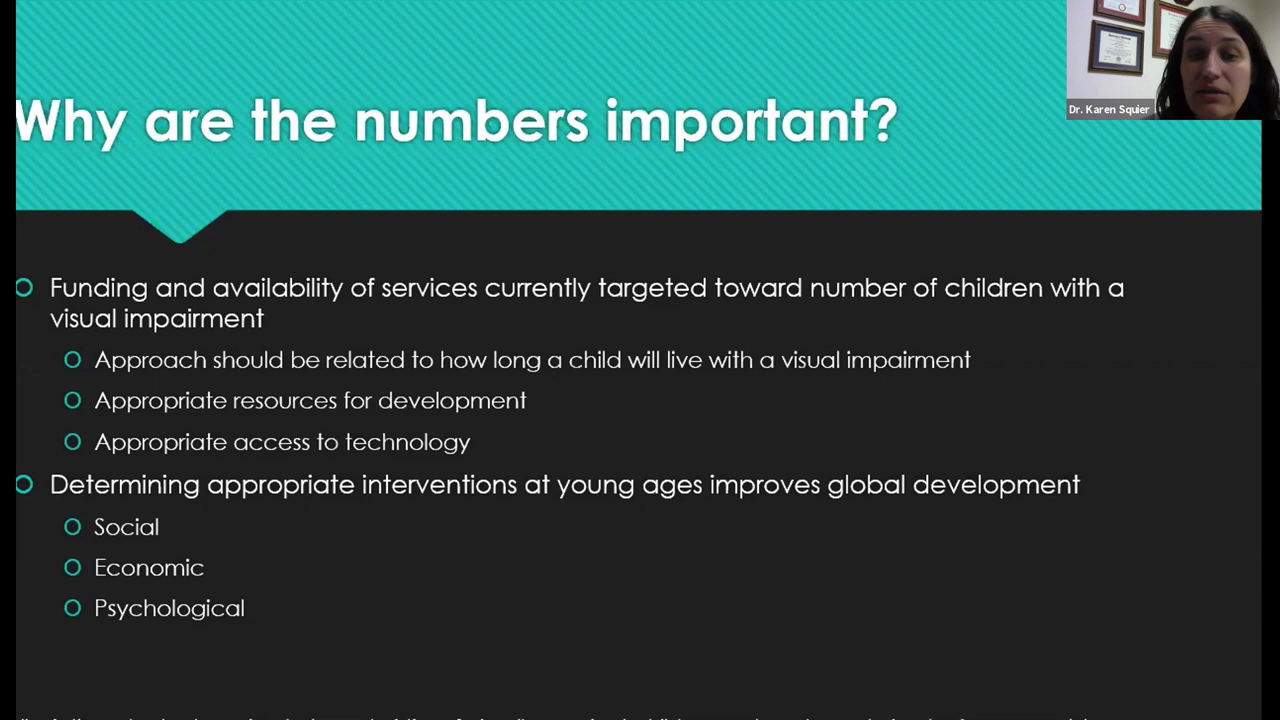 Dr. Karen Squier
Why are the numbers important?
Funding and availability of services currently targeted toward number of children with a
visual impairment
Approach should be related to how long a child will live with a visual impairment
Appropriate resources for development
Appropriate access to technology
Determining appropriate interventions at young ages improves global development
Social
Economic
Psychological